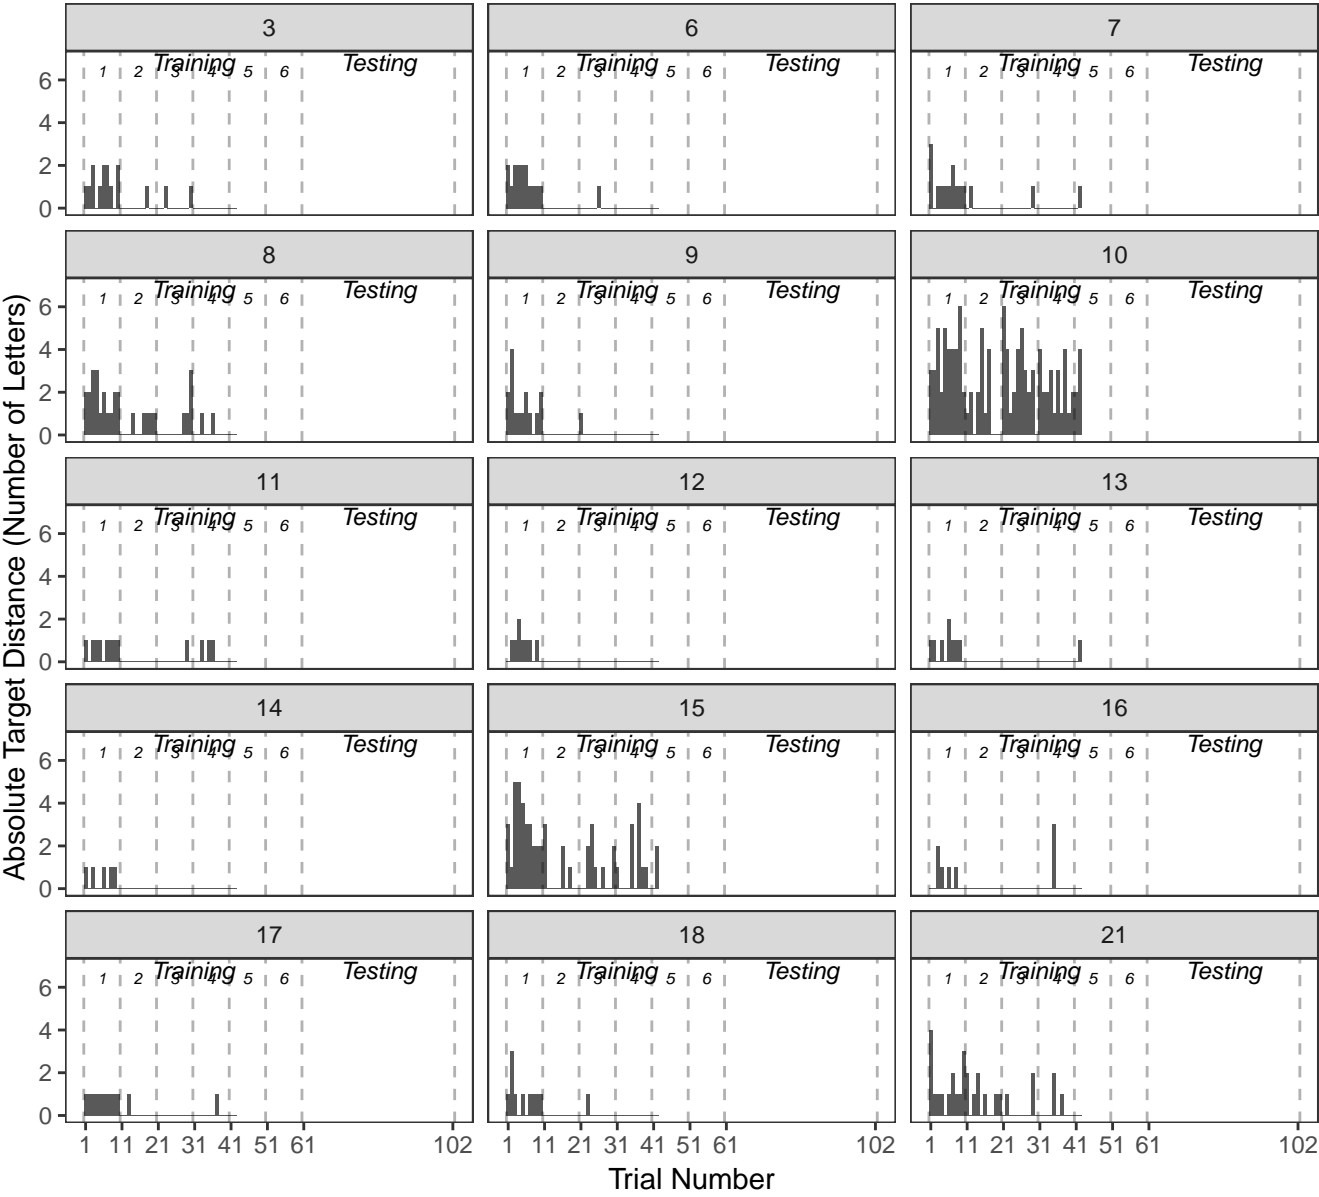 3 6 7
Training Testing Training Testing Training Testing
1 2 3 4 5 6 1 2 3 4 5 6 1 2 3 4 5 6
6
4
2
0
8 9 10
Training Testing Training Testing Training Testing
1 2 3 4 5 6 1 2 3 4 5 6 1 2 3 4 5 6
6
4
2
0
11 12 13
Training Testing Training Testing Training Testing
1 2 3 4 5 6 1 2 3 4 5 6 1 2 3 4 5 6
6
4
2
0
14 15 16
Training Testing Training Testing Training Testing
1 2 3 4 5 6 1 2 3 4 5 6 1 2 3 4 5 6
6
4
2
0
17 18 21
Training Testing Training Testing Training Testing
1 2 3 4 5 6 1 2 3 4 5 6 1 2 3 4 5 6
6
4
2
0
1 11 21 31 41 51 61 102 1 11 21 31 41 51 61 102 1 11 21 31 41 51 61 102
Trial Number
Absolute Target Distance (Number of Letters)